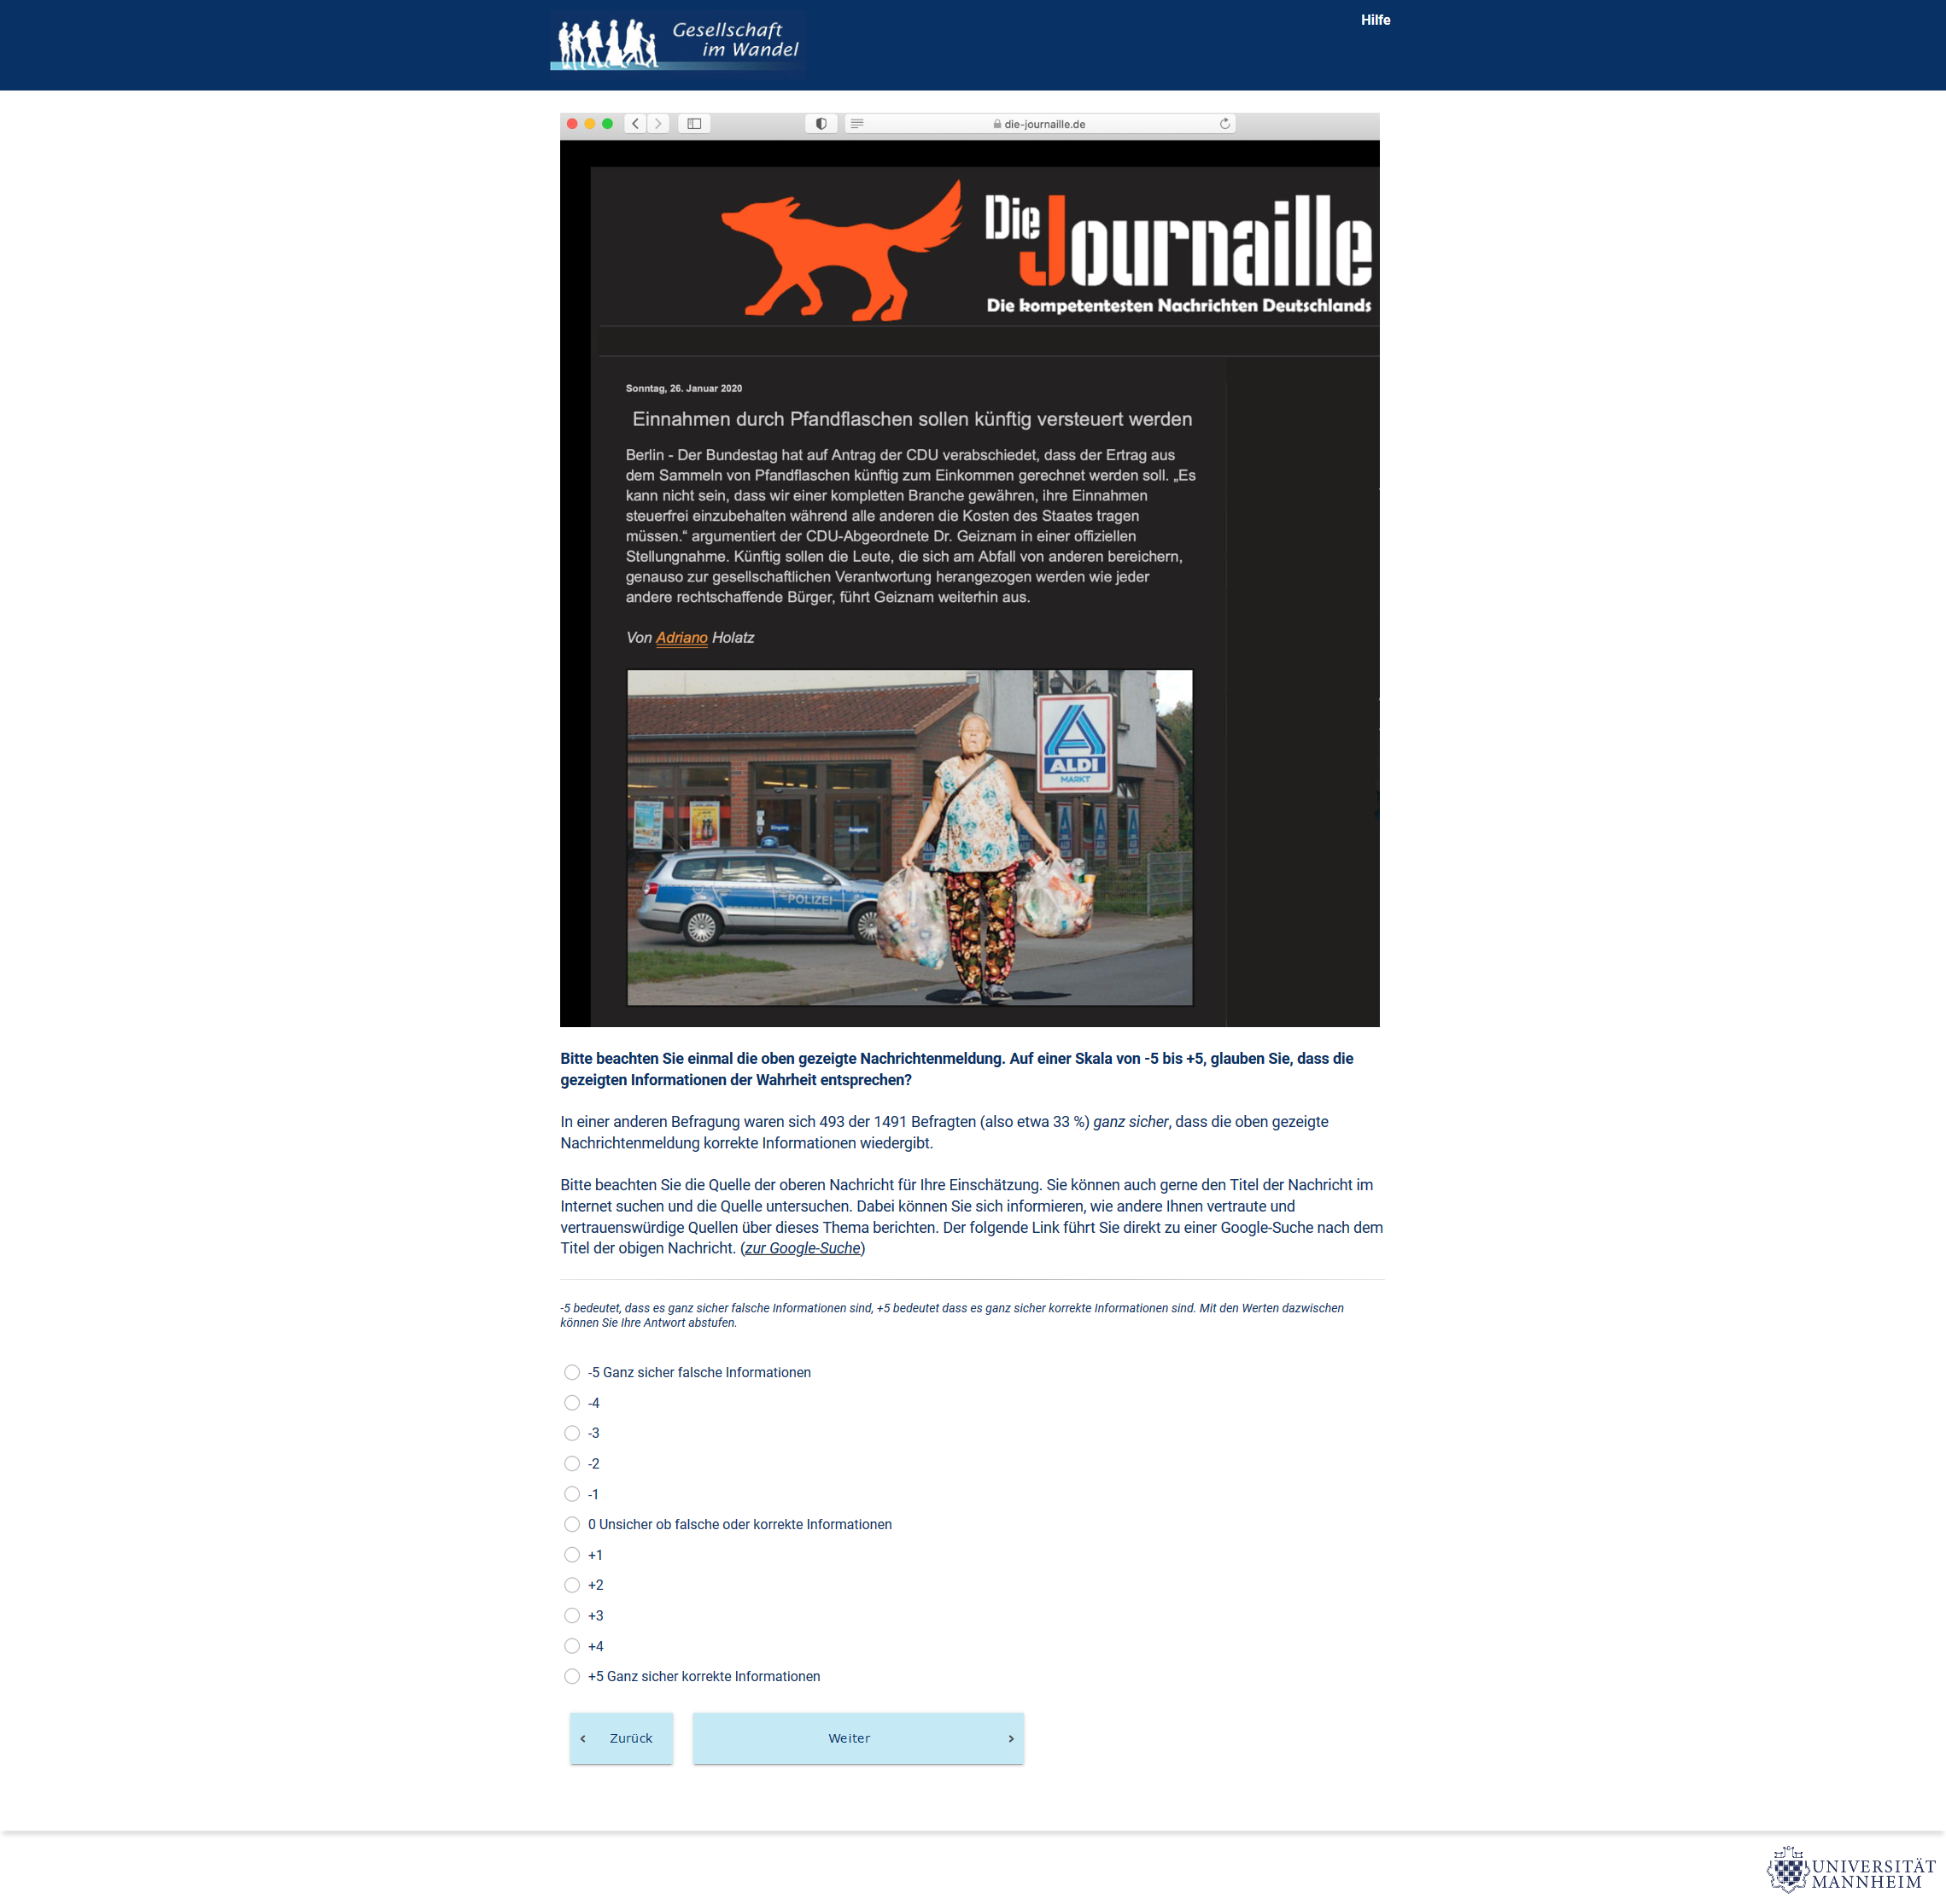 Gesellschaft
im Wandel
Hilfe
die-journaille.de
Die Journaille
Die kompetentesten Nachrichten Deutschlands
Sonntag, 26. Januar 2020
Einnahmen durch Pfandflaschen sollen künftig versteuert werden
Berlin - Der Bundestag hat auf Antrag der CDU verabschiedet, dass der Ertrag aus
dem Sammeln von Pfandflaschen künftig zum Einkommen gerechnet werden soll. „Es
kann nicht sein, dass wir einer kompletten Branche gewähren, ihre Einnahmen
steuerfrei einzubehalten während alle anderen die Kosten des Staates tragen
müssen.“ argumentiert der CDU-Abgeordnete Dr. Geiznam in einer offiziellen
Stellungnahme. Künftig sollen die Leute, die sich am Abfall von anderen bereichern,
genauso zur gesellschaftlichen Verantwortung herangezogen werden wie jeder
andere rechtschaffende Bürger, führt Geiznam weiterhin aus.
Von Adriano Holatz
ALDI
MARKT
Eingang
Ausgang
POLIZEI
Bitte beachten Sie einmal die oben gezeigte Nachrichtenmeldung. Auf einer Skala von -5 bis +5, glauben Sie, dass die
gezeigten Informationen der Wahrheit entsprechen?
In einer anderen Befragung waren sich 493 der 1491 Befragten (also etwa 33 %) ganz sicher, dass die oben gezeigte
Nachrichtenmeldung korrekte Informationen wiedergibt.
Bitte beachten Sie die Quelle der oberen Nachricht für Ihre Einschätzung. Sie können auch gerne den Titel der Nachricht im
Internet suchen und die Quelle untersuchen. Dabei können Sie sich informieren, wie andere Ihnen vertraute und
vertrauenswürdige Quellen über dieses Thema berichten. Der folgende Link führt Sie direkt zu einer Google-Suche nach dem
Titel der obigen Nachricht. (zur Google-Suche)
-5 bedeutet, dass es ganz sicher falsche Informationen sind, +5 bedeutet dass es ganz sicher korrekte Informationen sind. Mit den Werten dazwischen
können Sie Ihre Antwort abstufen.
-5 Ganz sicher falsche Informationen
-4
-3
-2
-1
0 Unsicher ob falsche oder korrekte Informationen
+1
+2
+3
+4
+5 Ganz sicher korrekte Informationen
Zurück
Weiter
UNIVERSITÄT
MANNHEIM